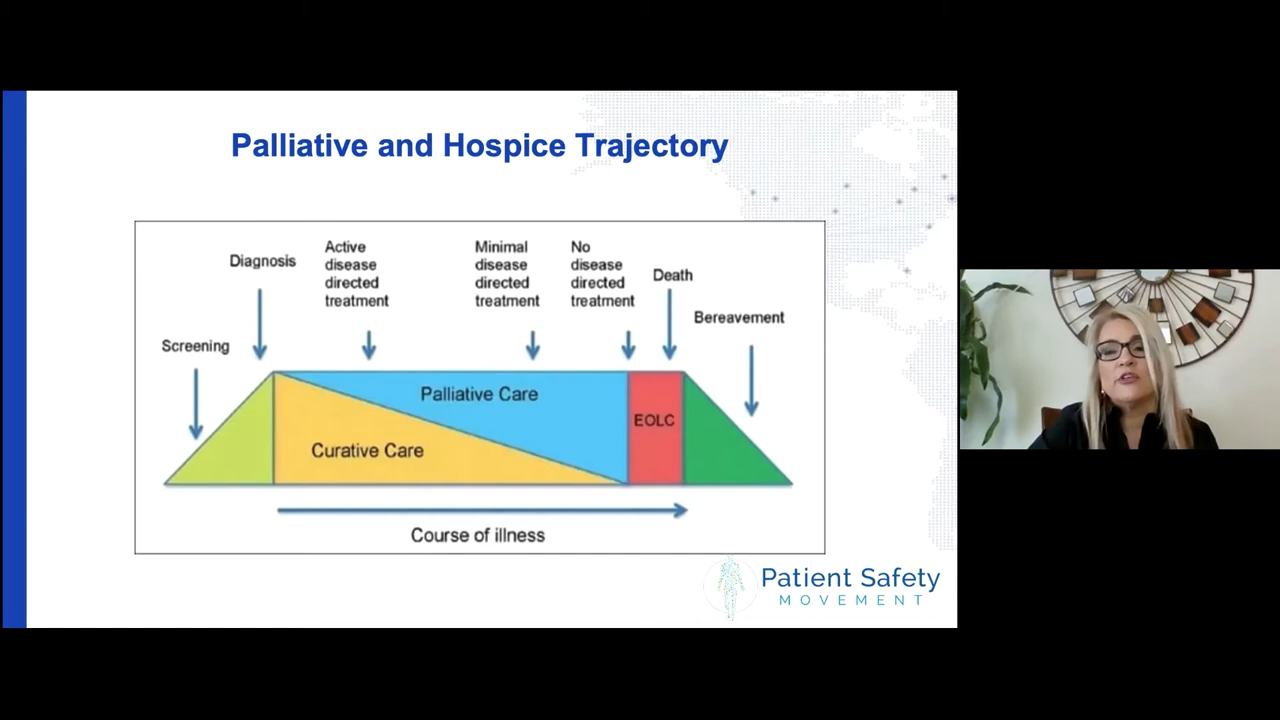 Palliative and Hospice Trajectory
Screening
Diagnosis
Active
disease
directed
treatment
Minimal
disease
directed
treatment
No
disease
directed
treatment
Death
Bereavement
Palliative Care
Curative Care
EOLC
Course of illness
Patient Safety
MOVEMENT